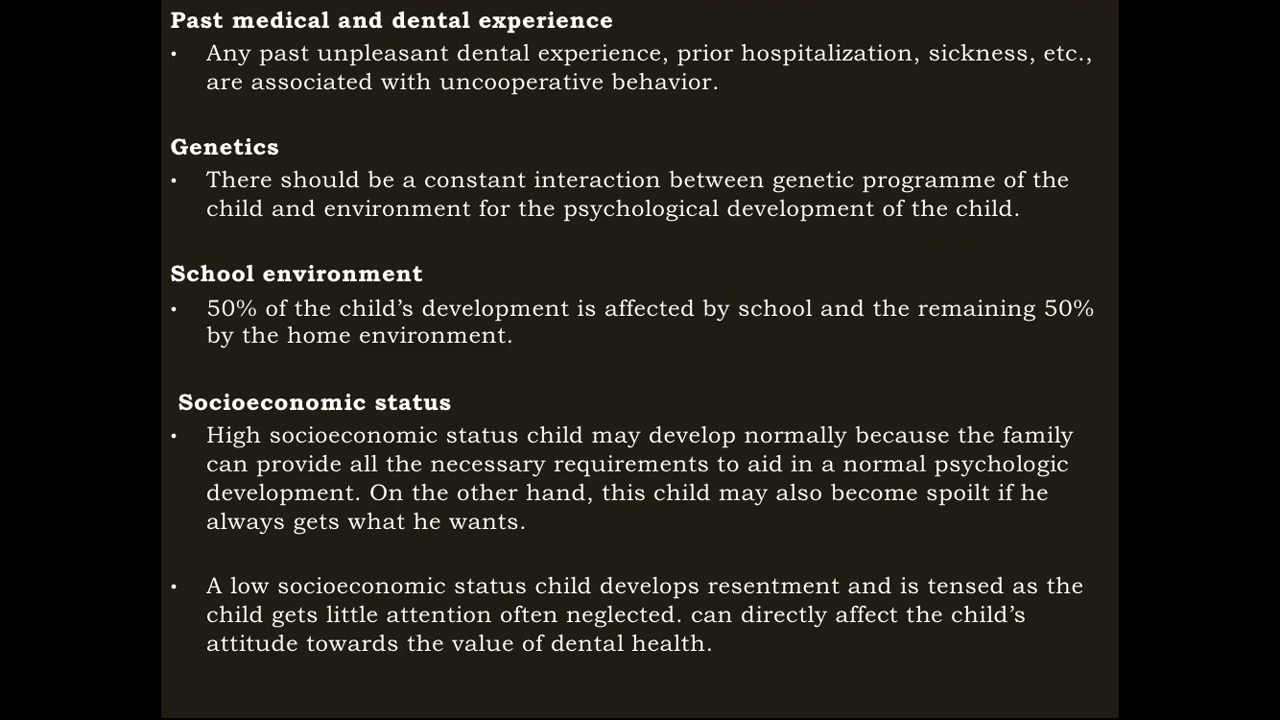 Past medical and dental experience
• Any past unpleasant dental experience, prior hospitalization, sickness, etc.,
are associated with uncooperative behavior.
Genetics
• There should be a constant interaction between genetic programme of the
child and environment for the psychological development of the child.
School environment
• 50% of the child’s development is affected by school and the remaining 50%
by the home environment.
Socioeconomic status
• High socioeconomic status child may develop normally because the family
can provide all the necessary requirements to aid in a normal psychologic
development. On the other hand, this child may also become spoilt if he
always gets what he wants.
• A low socioeconomic status child develops resentment and is tensed as the
child gets little attention often neglected. can directly affect the child’s
attitude towards the value of dental health.